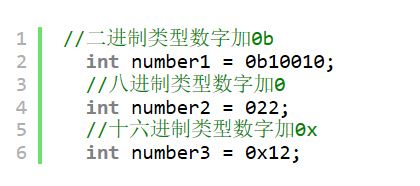 1 //二进制类型数字加0b
2 int number1 = 0b10010;
3 //八进制类型数字加0
4 int number2 = 022;
5 //十六进制类型数字加0x
6 int number3 = 0x12;